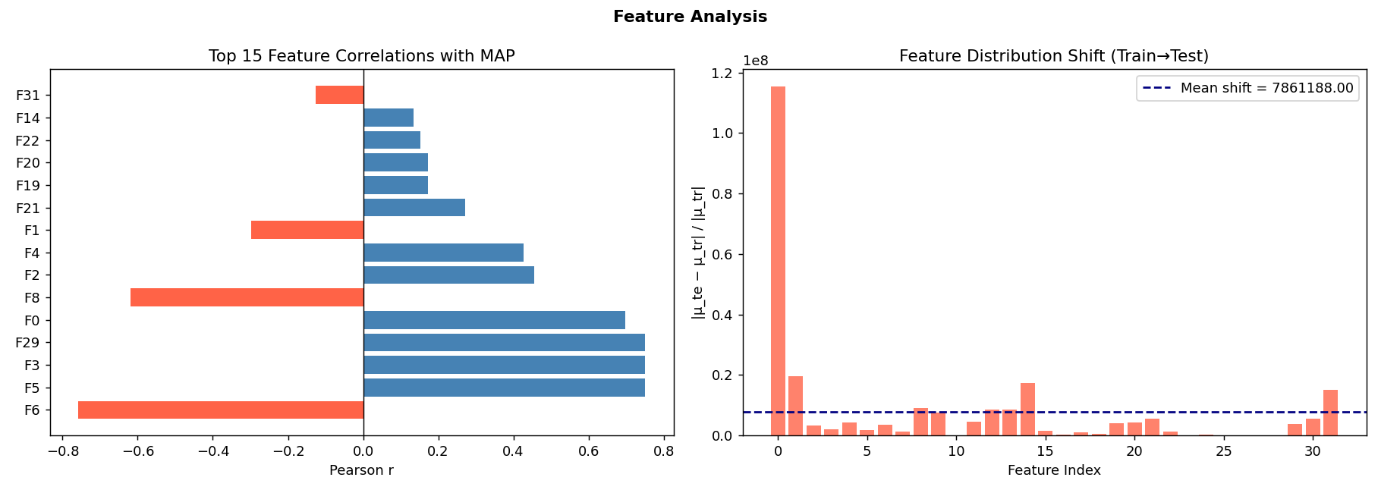 Feature Analysis
Top 15 Feature Correlations with MAP
F31
F14
F22
F20
F19
F21
F1
F4
F2
F8
F0
F29
F3
F5
F6
−0.8 −0.6 −0.4 −0.2 0.0 0.2 0.4 0.6 0.8
Pearson r
Feature Distribution Shift (Train→Test)
1e8
Mean shift = 7861188.00
|μ_te − μ_tr| / |μ_tr|
1.2
1.0
0.8
0.6
0.4
0.2
0.0
0 5 10 15 20 25 30
Feature Index